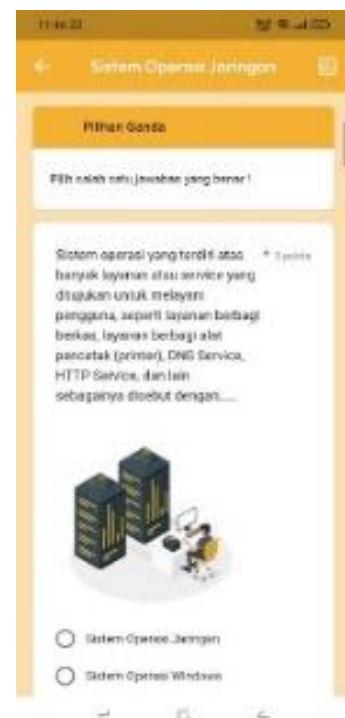 Sistem Operasi Jaringan
Pilihan Ganda
Pilih salah satu jawaban yang benar !
Sistem operasi yang terdiri atas
banyak layanan atau service yang
ditujukan untuk melayani
pengguna, seperti layanan berbagi
berkas, layanan berbagi alat
pencetak (printer), DNS Service,
HTTP Service, dan lain
sebagainya disebut dengan.....
Sistem Operasi Jaringan
Sistem Operasi Windows